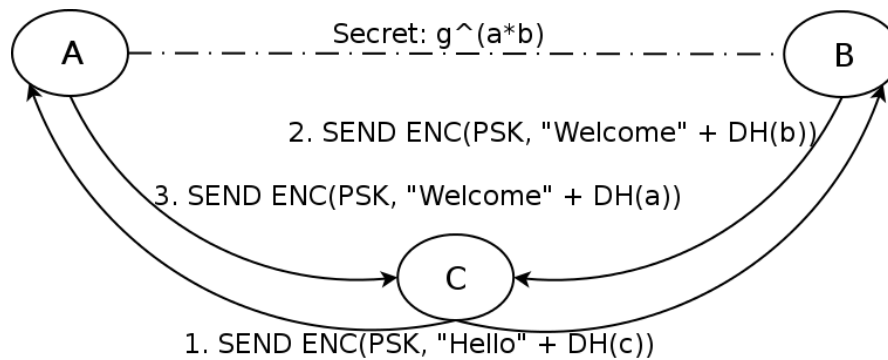 Secret: g^(a*b)
A
B
2. SEND ENC(PSK, "Welcome" + DH(b))
3. SEND ENC(PSK, "Welcome" + DH(a))
C
1. SEND ENC(PSK, "Hello" + DH(c))